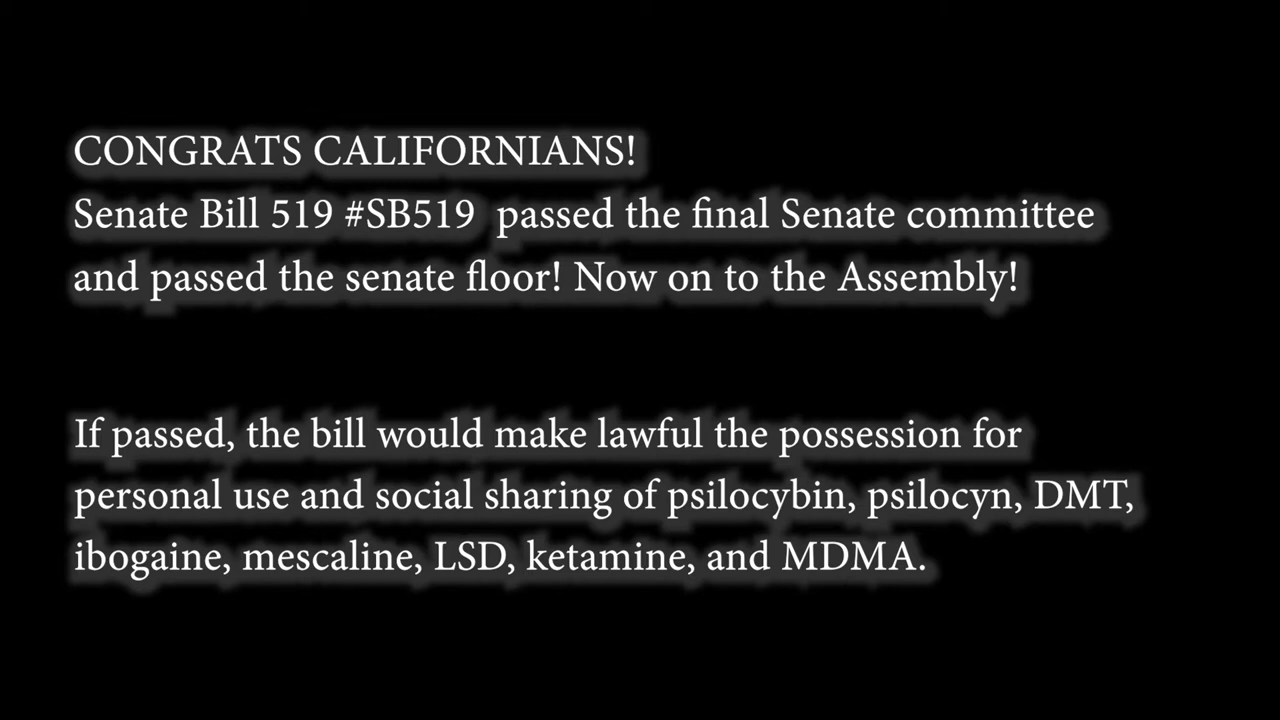 CONGRATS CALIFORNIANS!
Senate Bill 519 #SB519  passed the final Senate committee
and passed the senate floor! Now on to the Assembly!
If passed, the bill would make lawful the possession for
personal use and social sharing of psilocybin, psilocyn, DMT,
ibogaine, mescaline, LSD, ketamine, and MDMA.